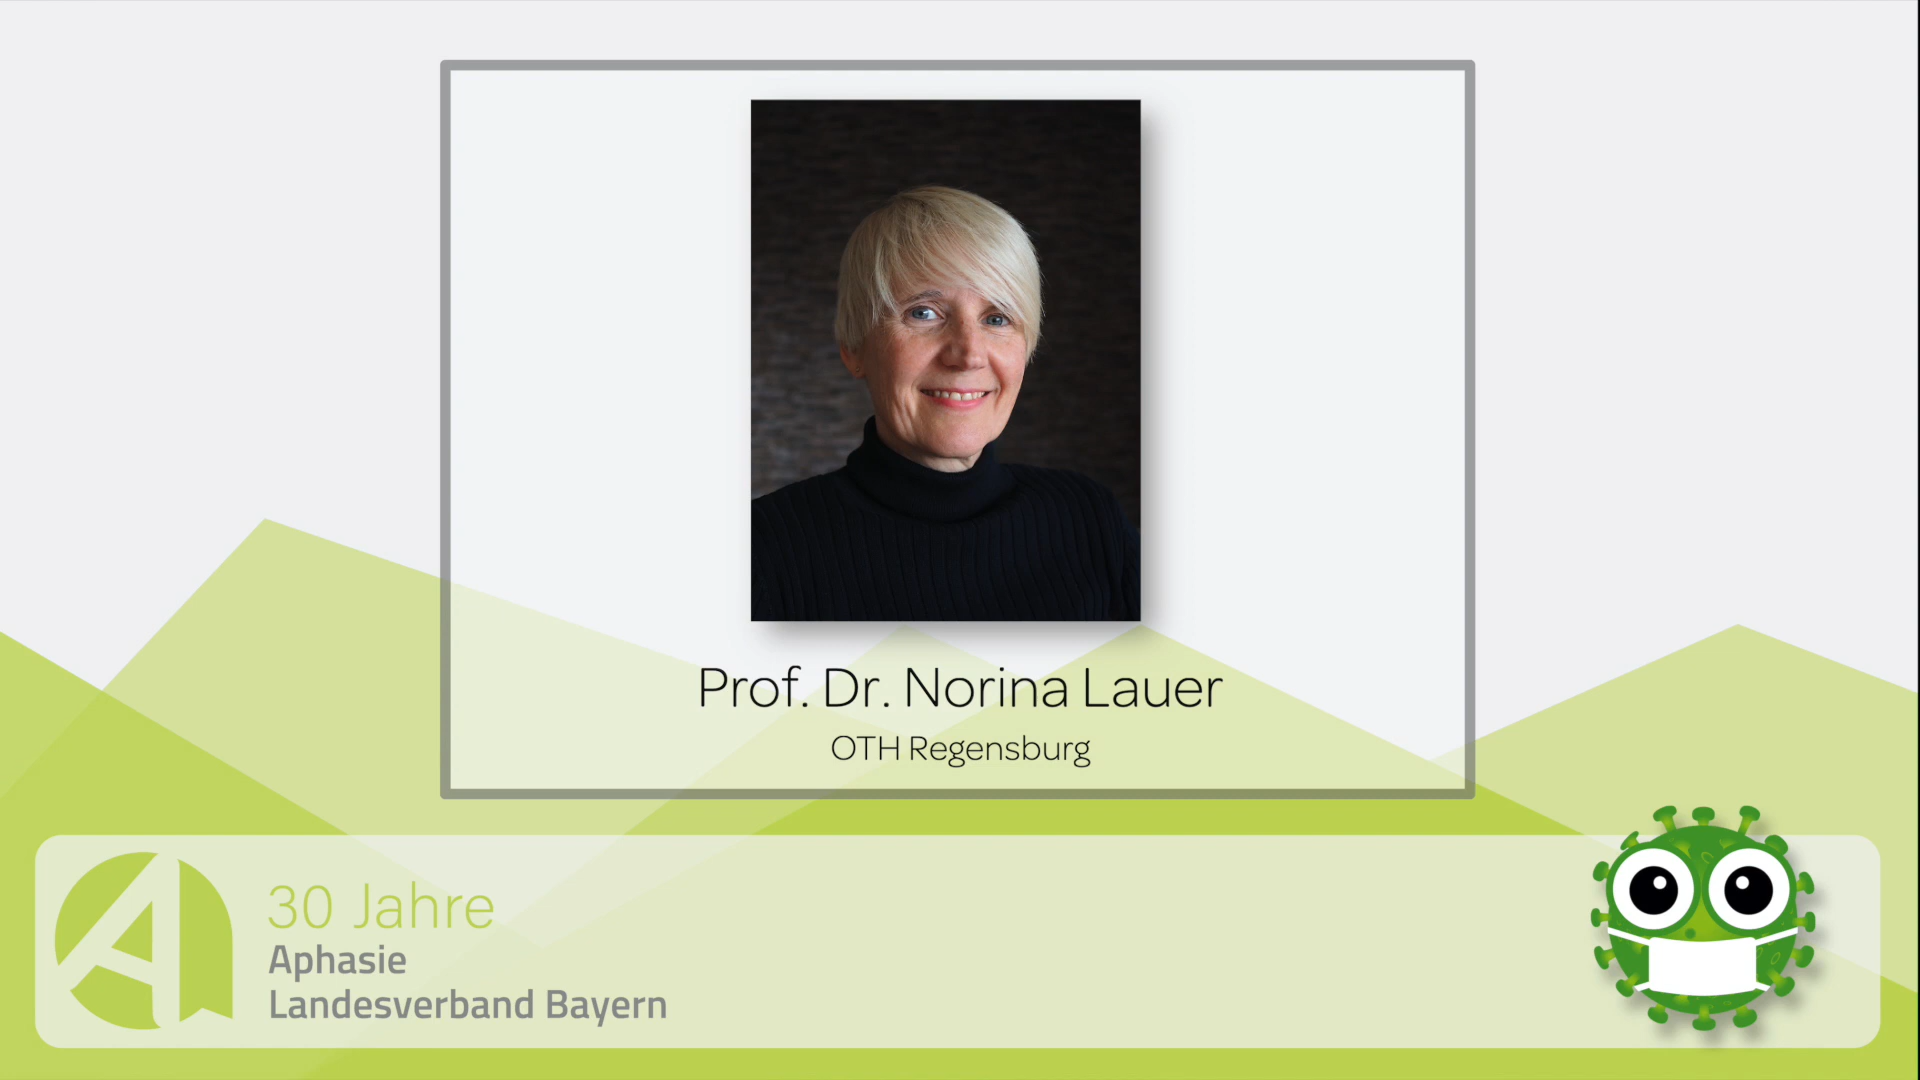 Prof. Dr. Norina Lauer
OTH Regensburg
30 Jahre
Aphasie
Landesverband Bayern